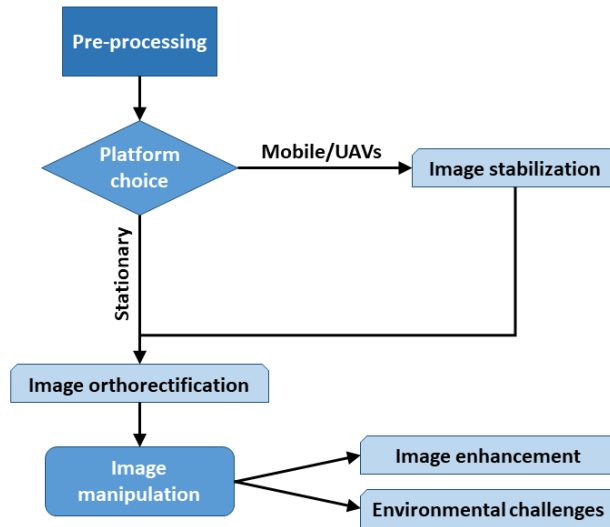 Pre-processing
Platform
choice
Mobile/UAVs
Image stabilization
Stationary
Image orthorectification
Image
manipulation
Image enhancement
Environmental challenges